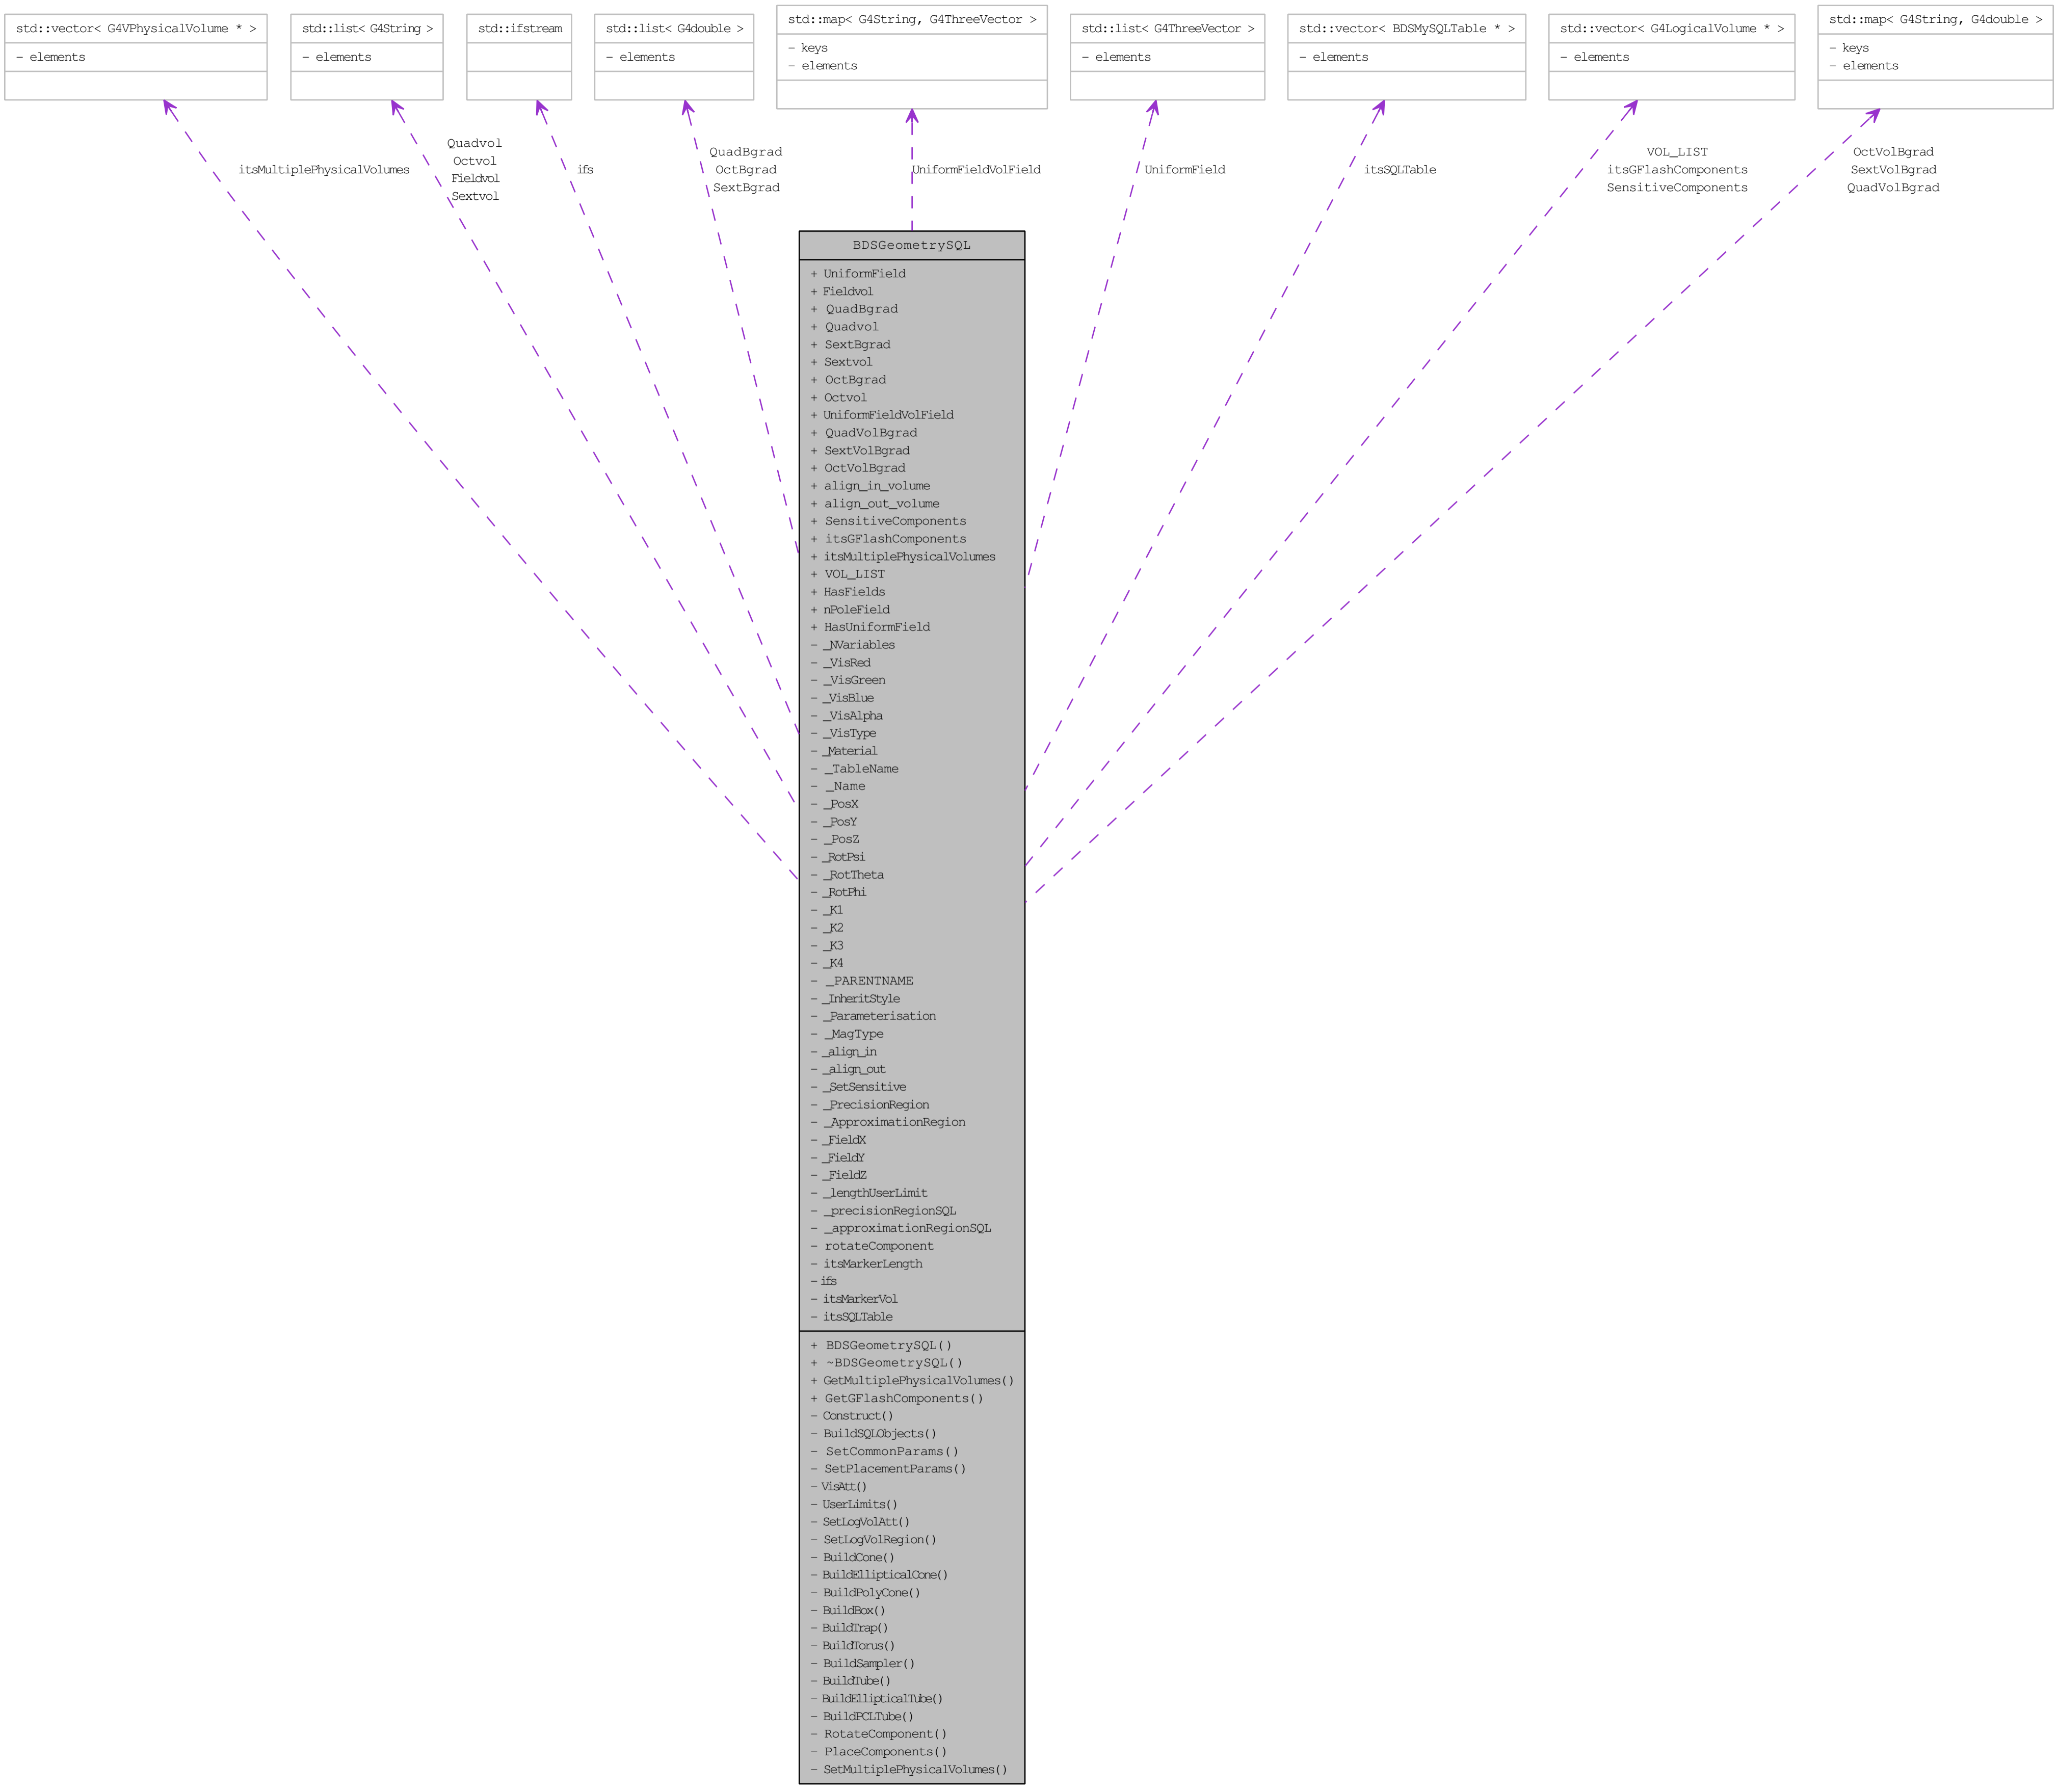 std::vector< G4VPhysicalVolume * >
- elements
std::list< G4String >
- elements
std::ifstream
std::list< G4double >
- elements
std::map< G4String, G4ThreeVector >
- keys
- elements
std::list< G4ThreeVector >
- elements
std::vector< BDSMySQLTable * >
- elements
std::vector< G4LogicalVolume * >
- elements
std::map< G4String, G4double >
- keys
- elements
itsMultiplePhysicalVolumes
Quadvol
Octvol
Fieldvol
Sextvol
ifs
QuadBgrad
OctBgrad
SextBgrad
UniformFieldVolField
UniformField
itsSQLTable
VOL_LIST
itsGFlashComponents
SensitiveComponents
OctVolBgrad
SextVolBgrad
QuadVolBgrad
BDSGeometrySQL
+ UniformField
+ Fieldvol
+ QuadBgrad
+ Quadvol
+ SextBgrad
+ Sextvol
+ OctBgrad
+ Octvol
+ UniformFieldVolField
+ QuadVolBgrad
+ SextVolBgrad
+ OctVolBgrad
+ align_in_volume
+ align_out_volume
+ SensitiveComponents
+ itsGFlashComponents
+ itsMultiplePhysicalVolumes
+ VOL_LIST
+ HasFields
+ nPoleField
+ HasUniformField
- _NVariables
- _VisRed
- _VisGreen
- _VisBlue
- _VisAlpha
- _VisType
- _Material
- _TableName
- _Name
- _PosX
- _PosY
- _PosZ
- _RotPsi
- _RotTheta
- _RotPhi
- _K1
- _K2
- _K3
- _K4
- _PARENTNAME
- _InheritStyle
- _Parameterisation
- _MagType
- _align_in
- _align_out
- _SetSensitive
- _PrecisionRegion
- _ApproximationRegion
- _FieldX
- _FieldY
- _FieldZ
- _lengthUserLimit
- _precisionRegionSQL
- _approximationRegionSQL
- rotateComponent
- itsMarkerLength
- ifs
- itsMarkerVol
- itsSQLTable
+ BDSGeometrySQL()
+ ~BDSGeometrySQL()
+ GetMultiplePhysicalVolumes()
+ GetGFlashComponents()
- Construct()
- BuildSQLObjects()
- SetCommonParams()
- SetPlacementParams()
- VisAtt()
- UserLimits()
- SetLogVolAtt()
- SetLogVolRegion()
- BuildCone()
- BuildEllipticalCone()
- BuildPolyCone()
- BuildBox()
- BuildTrap()
- BuildTorus()
- BuildSampler()
- BuildTube()
- BuildEllipticalTube()
- BuildPCLTube()
- RotateComponent()
- PlaceComponents()
- SetMultiplePhysicalVolumes()